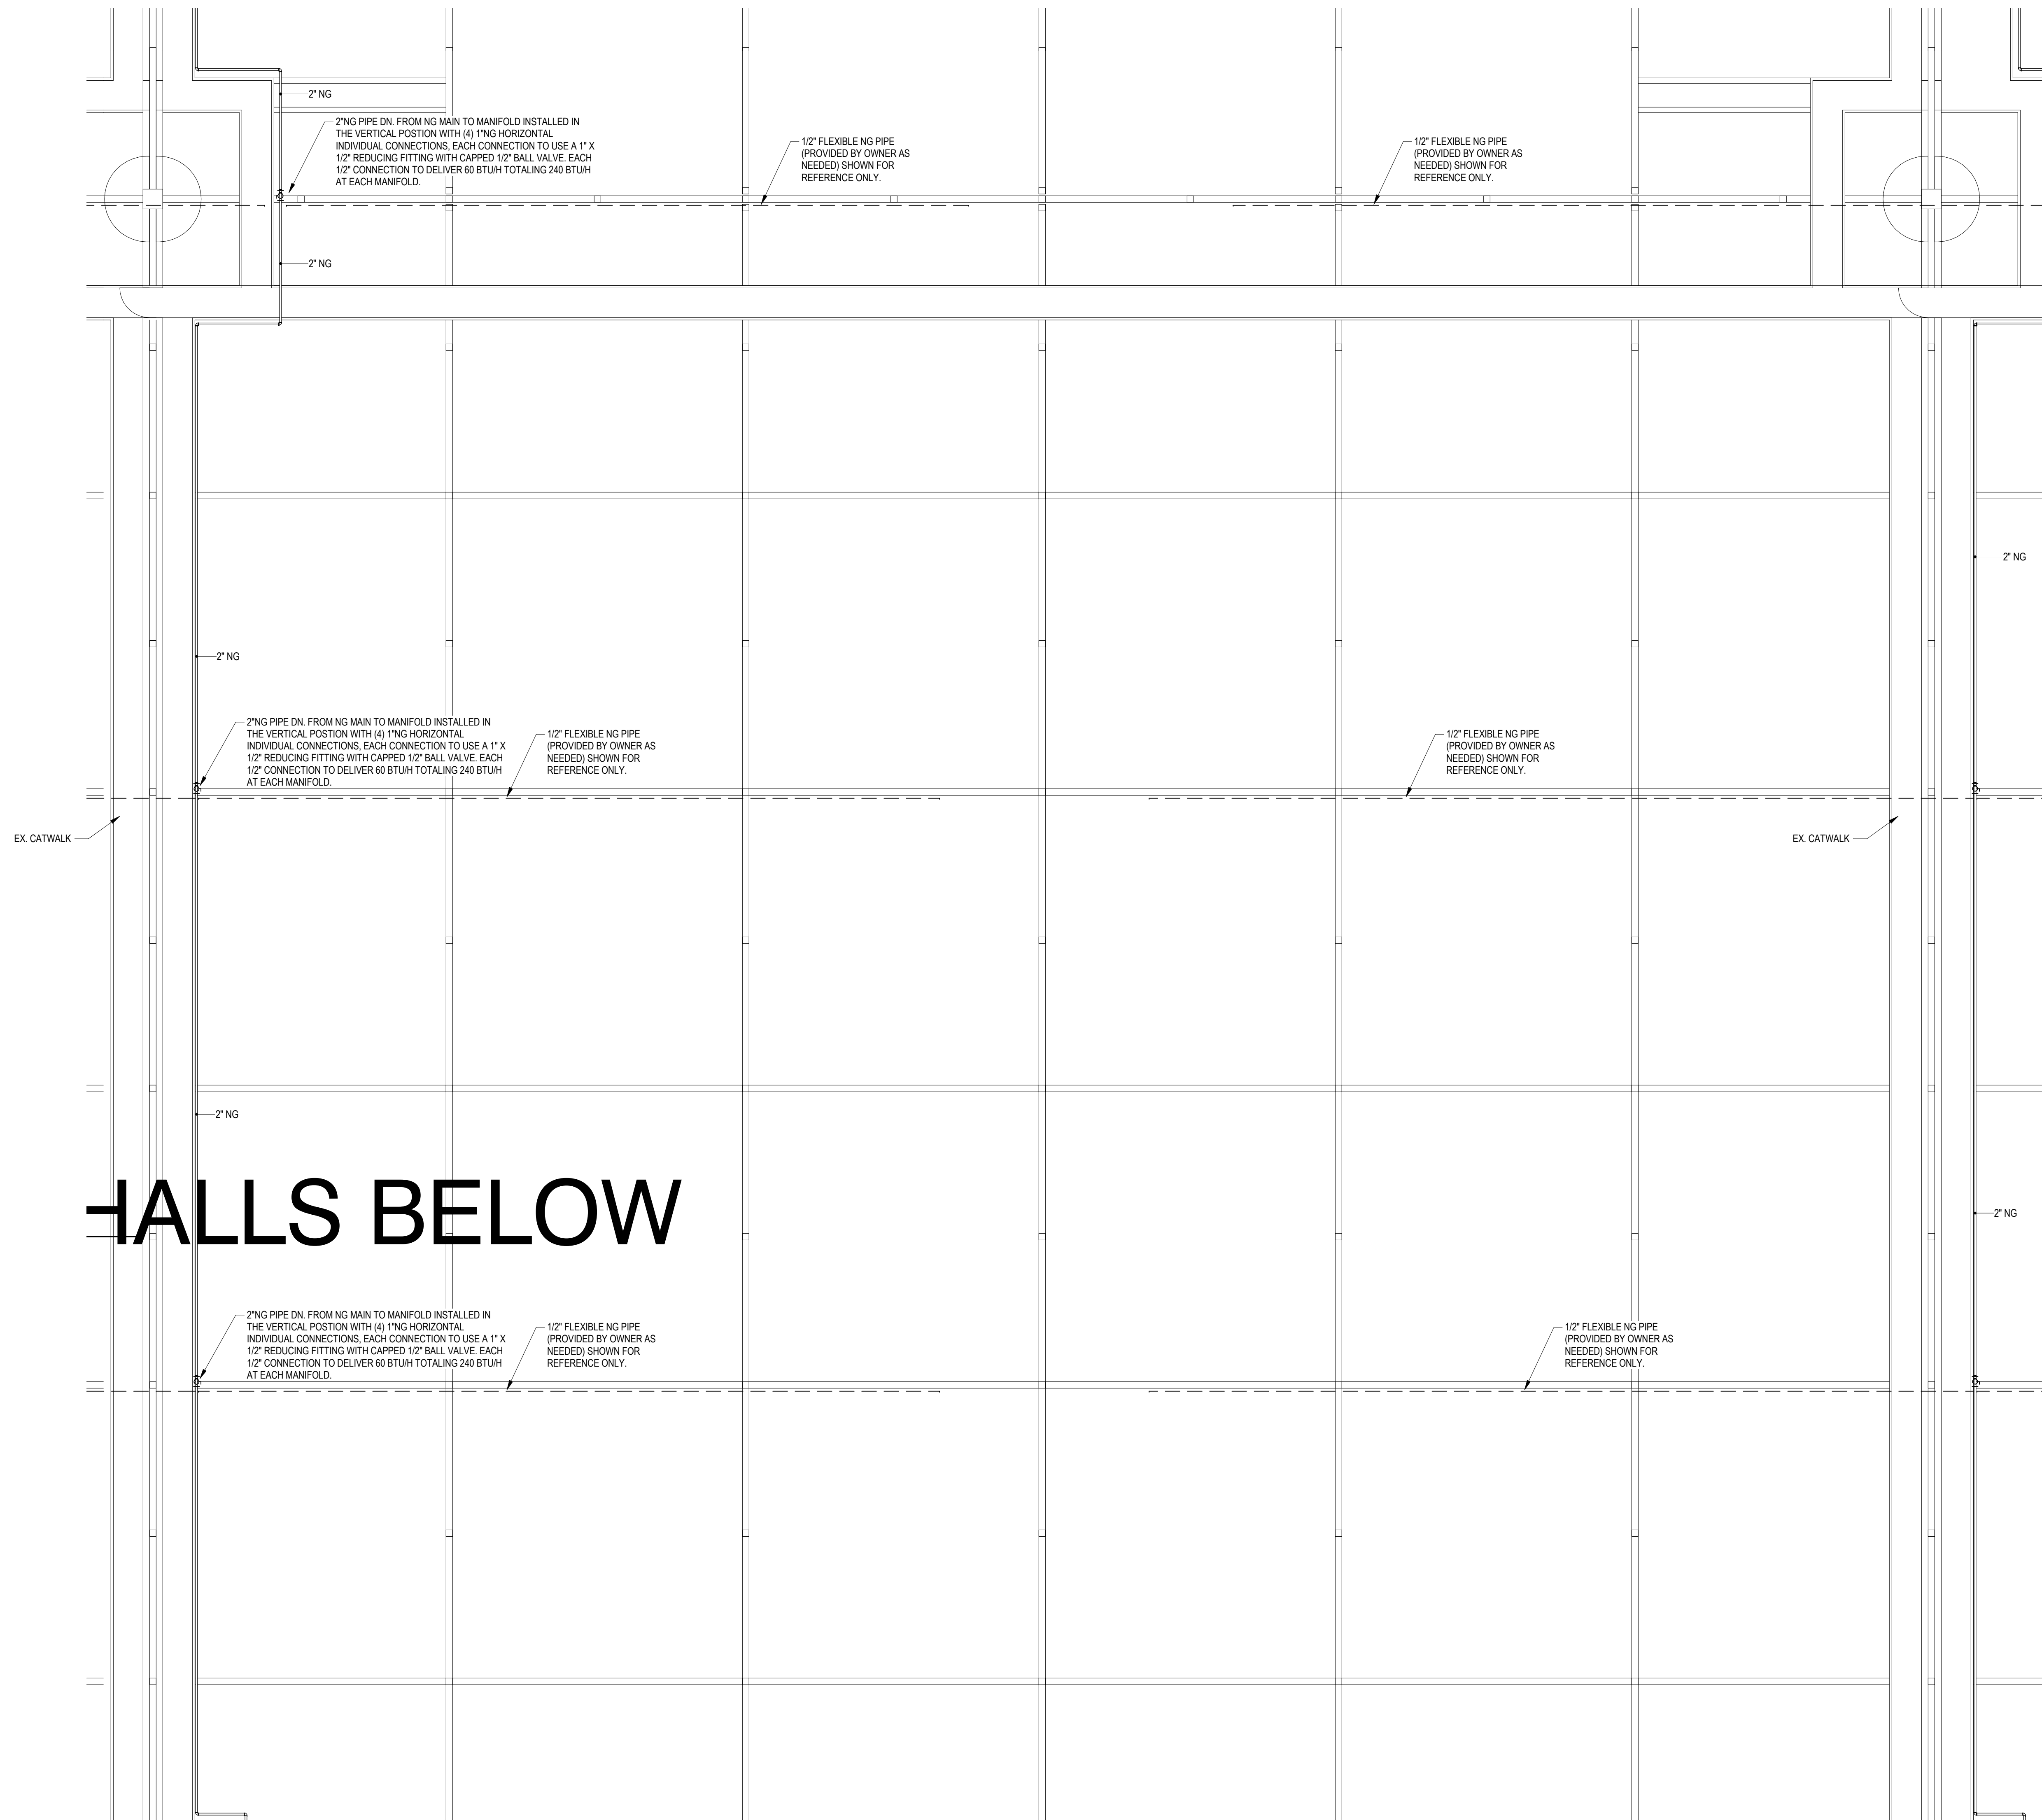 2" NG
2"NG PIPE DN. FROM NG MAIN TO MANIFOLD INSTALLED IN
THE VERTICAL POSTION WITH (4) 1"NG HORIZONTAL
INDIVIDUAL CONNECTIONS, EACH CONNECTION TO USE A 1" X
1/2" REDUCING FITTING WITH CAPPED 1/2" BALL VALVE. EACH
1/2" CONNECTION TO DELIVER 60 BTU/H TOTALING 240 BTU/H
AT EACH MANIFOLD.
1/2" FLEXIBLE NG PIPE
(PROVIDED BY OWNER AS
NEEDED) SHOWN FOR
REFERENCE ONLY.
1/2" FLEXIBLE NG PIPE
(PROVIDED BY OWNER AS
NEEDED) SHOWN FOR
REFERENCE ONLY.
2" NG
2" NG
2" NG
2"NG PIPE DN. FROM NG MAIN TO MANIFOLD INSTALLED IN
THE VERTICAL POSTION WITH (4) 1"NG HORIZONTAL
INDIVIDUAL CONNECTIONS, EACH CONNECTION TO USE A 1" X
1/2" REDUCING FITTING WITH CAPPED 1/2" BALL VALVE. EACH
1/2" CONNECTION TO DELIVER 60 BTU/H TOTALING 240 BTU/H
AT EACH MANIFOLD.
1/2" FLEXIBLE NG PIPE
(PROVIDED BY OWNER AS
NEEDED) SHOWN FOR
REFERENCE ONLY.
1/2" FLEXIBLE NG PIPE
(PROVIDED BY OWNER AS
NEEDED) SHOWN FOR
REFERENCE ONLY.
EX. CATWALK
EX. CATWALK
2" NG
2" NG
HALLS BELOW
2"NG PIPE DN. FROM NG MAIN TO MANIFOLD INSTALLED IN
THE VERTICAL POSTION WITH (4) 1"NG HORIZONTAL
INDIVIDUAL CONNECTIONS, EACH CONNECTION TO USE A 1" X
1/2" REDUCING FITTING WITH CAPPED 1/2" BALL VALVE. EACH
1/2" CONNECTION TO DELIVER 60 BTU/H TOTALING 240 BTU/H
AT EACH MANIFOLD.
1/2" FLEXIBLE NG PIPE
(PROVIDED BY OWNER AS
NEEDED) SHOWN FOR
REFERENCE ONLY.
1/2" FLEXIBLE NG PIPE
(PROVIDED BY OWNER AS
NEEDED) SHOWN FOR
REFERENCE ONLY.